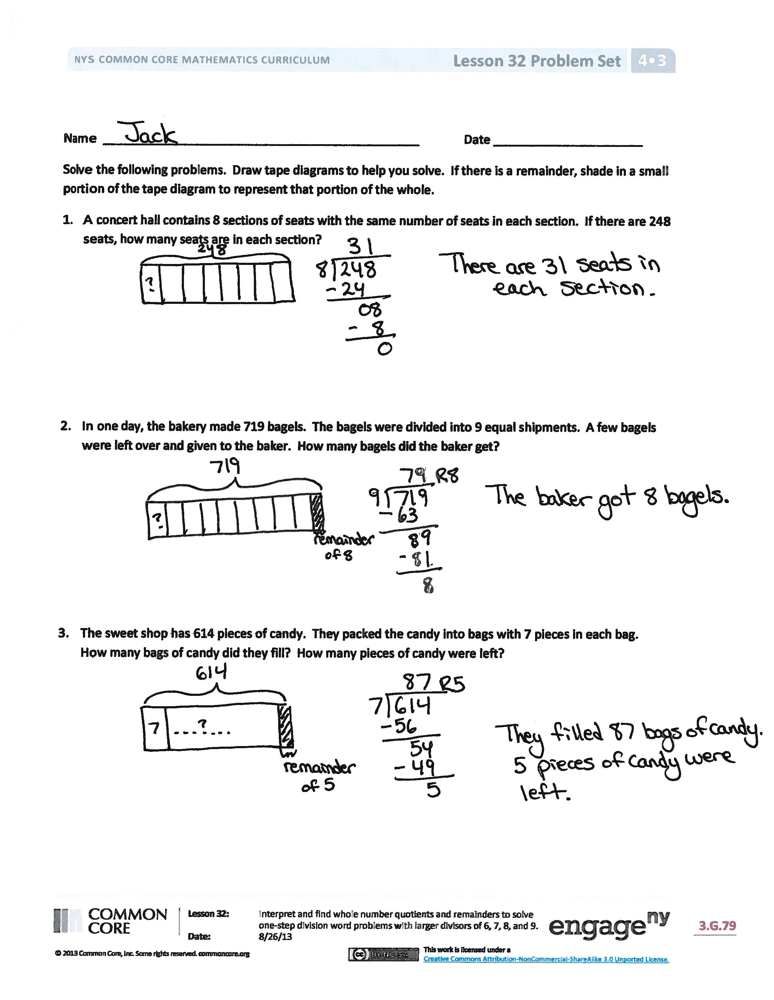 NYS COMMON CORE MATHEMATICS CURRICULUM
Lesson 32 Problem Set
4•3
Name Jack
Date
Solve the following problems. Draw tape diagrams to help you solve. If there is a remainder, shade in a small
portion of the tape diagram to represent that portion of the whole.
1. A concert hall contains 8 sections of seats with the same number of seats in each section. If there are 248
seats, how many seats are in each section?
248
?
31
8)248
-24
08
- 8
0
There are 31 seats in
each section.
2. In one day, the bakery made 719 bagels. The bagels were divided into 9 equal shipments. A few bagels
were left over and given to the baker. How many bagels did the baker get?
719
?
remainder
of 8
79 R8
9)719
-63
89
-81
8
The baker got 8 bagels.
3. The sweet shop has 614 pieces of candy. They packed the candy into bags with 7 pieces in each bag.
How many bags of candy did they fill? How many pieces of candy were left?
614
7 ...?....
remainder
of 5
87 R5
7)614
-56
54
-49
5
They filled 87 bags of candy.
5 pieces of candy were
left.
COMMON
CORE
Lesson 32:
Interpret and find whole number quotients and remainders to solve
one-step division word problems with larger divisors of 6, 7, 8, and 9.
Date:
8/26/13
engageny
3.G.79
© 2013 Common Core, Inc. Some rights reserved. commoncore.org
cc BY-NC-SA
This work is licensed under a
Creative Commons Attribution-NonCommercial-ShareAlike 3.0 Unported License.